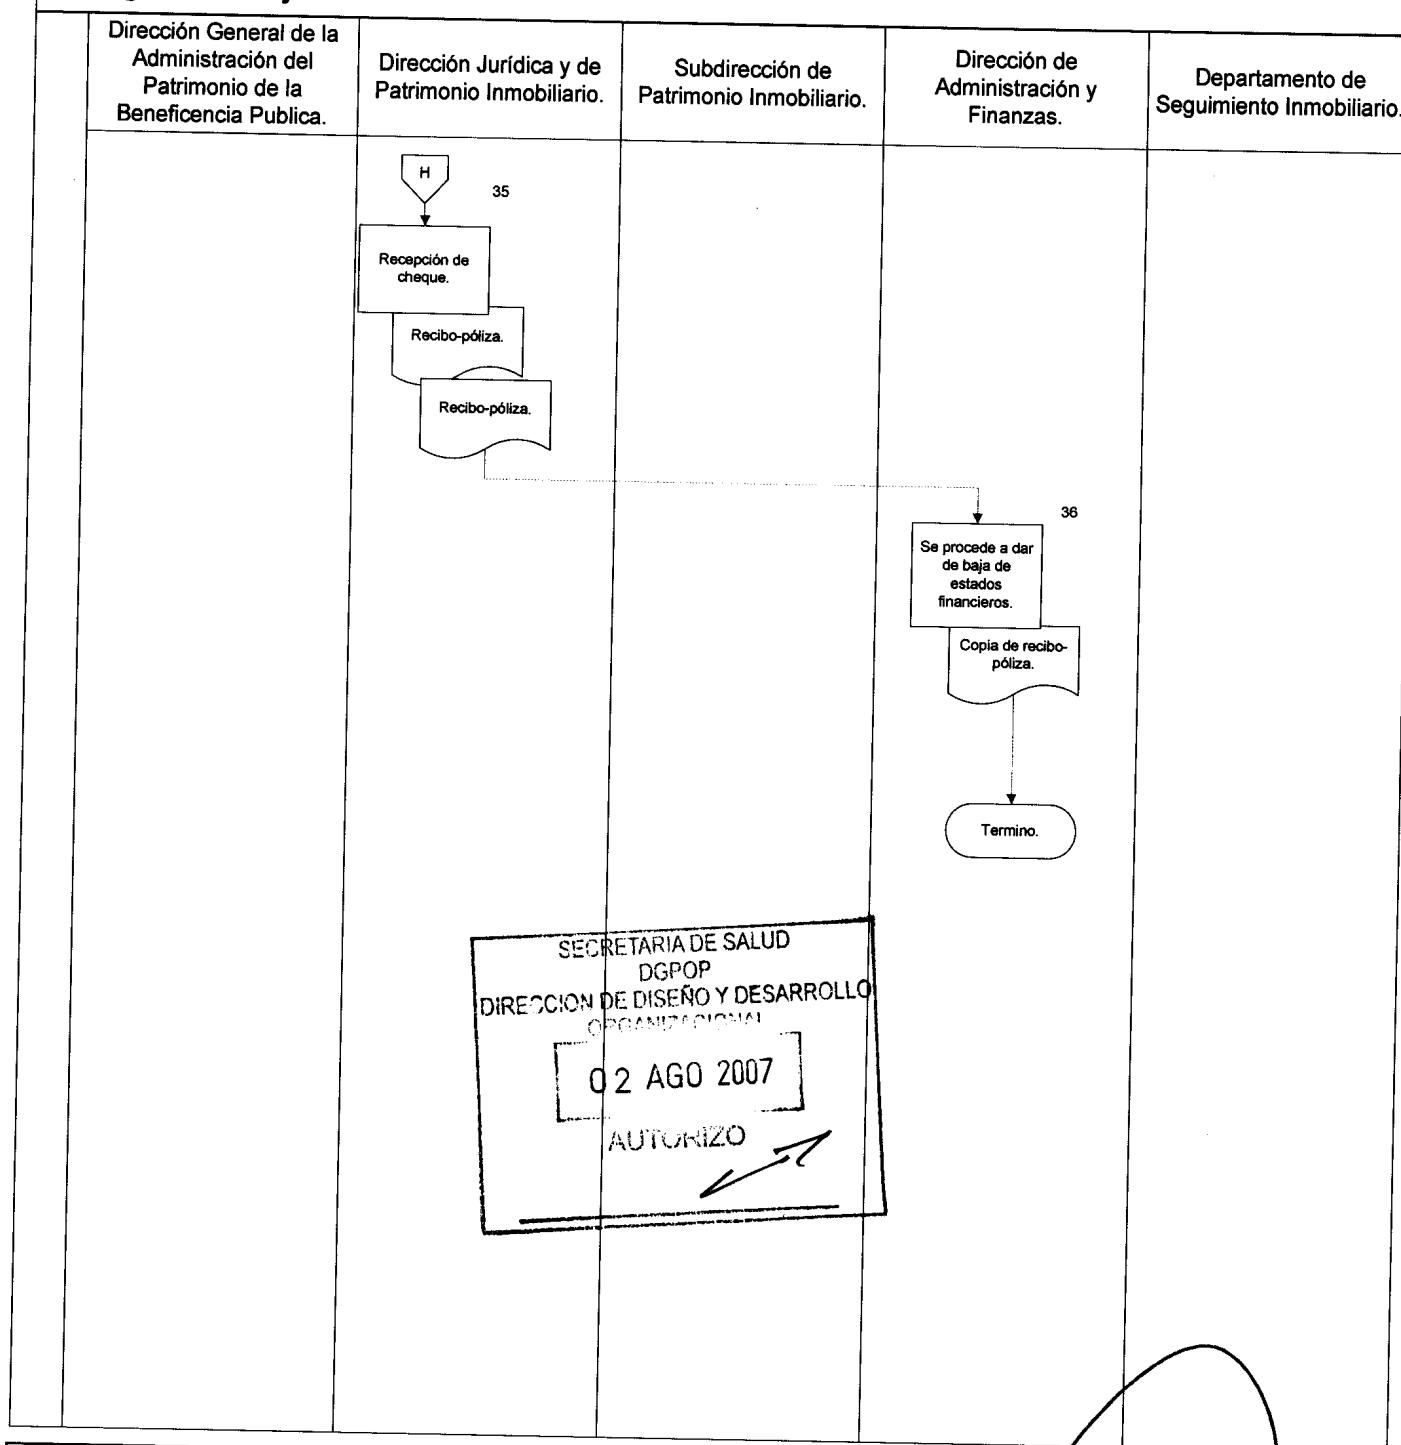 Dirección General de la
Administración del
Patrimonio de la
Beneficencia Publica.
Dirección Jurídica y de
Patrimonio Inmobiliario.
Subdirección de
Patrimonio Inmobiliario.
Dirección de
Administración y
Finanzas.
Departamento de
Seguimiento Inmobiliario.
H
35
Recepción de
cheque.
Recibo-póliza.
Recibo-póliza.
36
Se procede a dar
de baja de
estados
financieros.
Copia de recibo-
póliza.
Termino.
SECRETARIA DE SALUD
DGPOP
DIRECCION DE DISEÑO Y DESARROLLO
ORGANIZACIONAL
02 AGO 2007
AUTORIZO